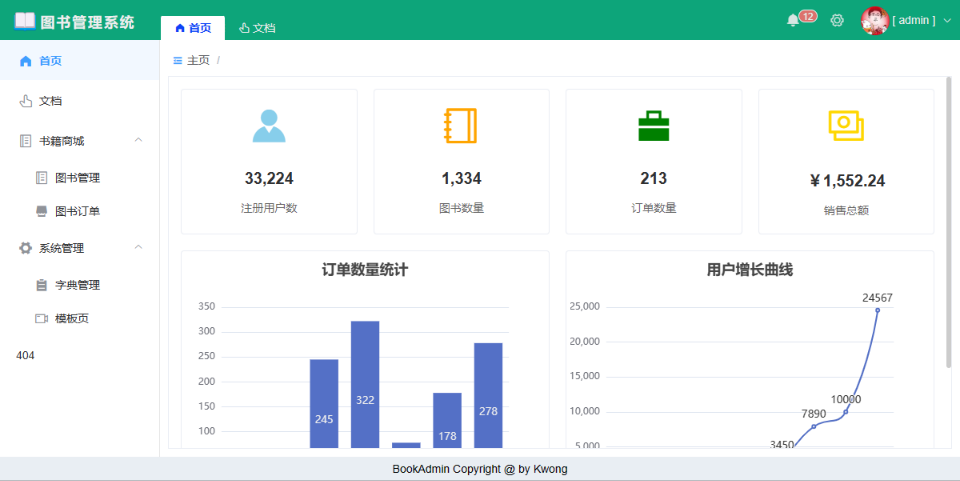 图书管理系统
首页
文档
12
[ admin ]
首页
文档
书籍商城
图书管理
图书订单
系统管理
字典管理
模板页
404
主页 /
33,224
注册用户数
1,334
图书数量
213
订单数量
￥1,552.24
销售总额
订单数量统计
350
300
250
200
150
100
245
322
178
278
用户增长曲线
25,000
20,000
15,000
10,000
5,000
3450
7890
10000
24567
BookAdmin Copyright @ by Kwong